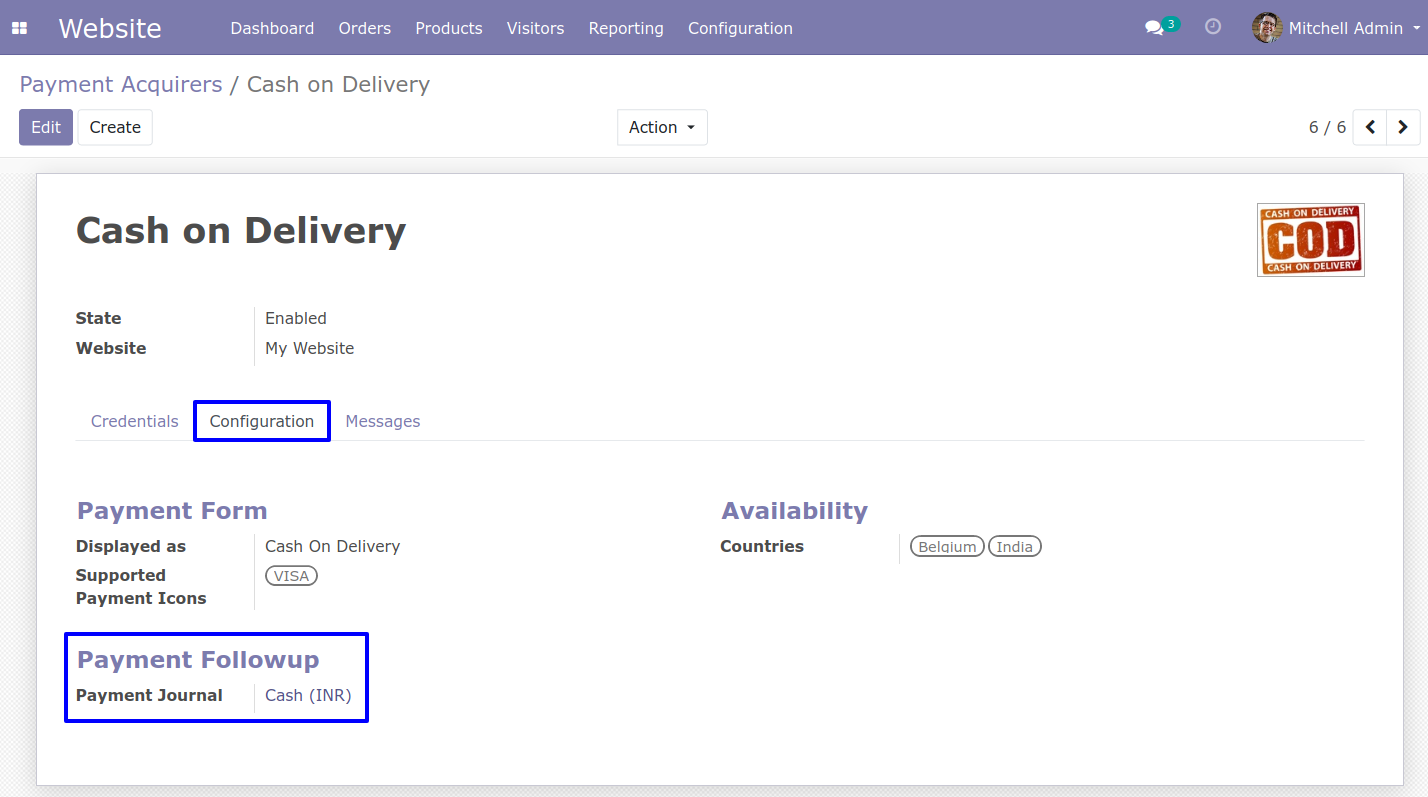 Website Dashboard Orders Products Visitors Reporting Configuration 3 Mitchell Admin
Payment Acquirers / Cash on Delivery
Edit Create Action 6 / 6
Cash on Delivery
CASH ON DELIVERY
COD
CASH ON DELIVERY
State Enabled
Website My Website
Credentials Configuration Messages
Payment Form
Displayed as Cash On Delivery
Supported
Payment Icons VISA
Availability
Countries Belgium India
Payment Followup
Payment Journal Cash (INR)